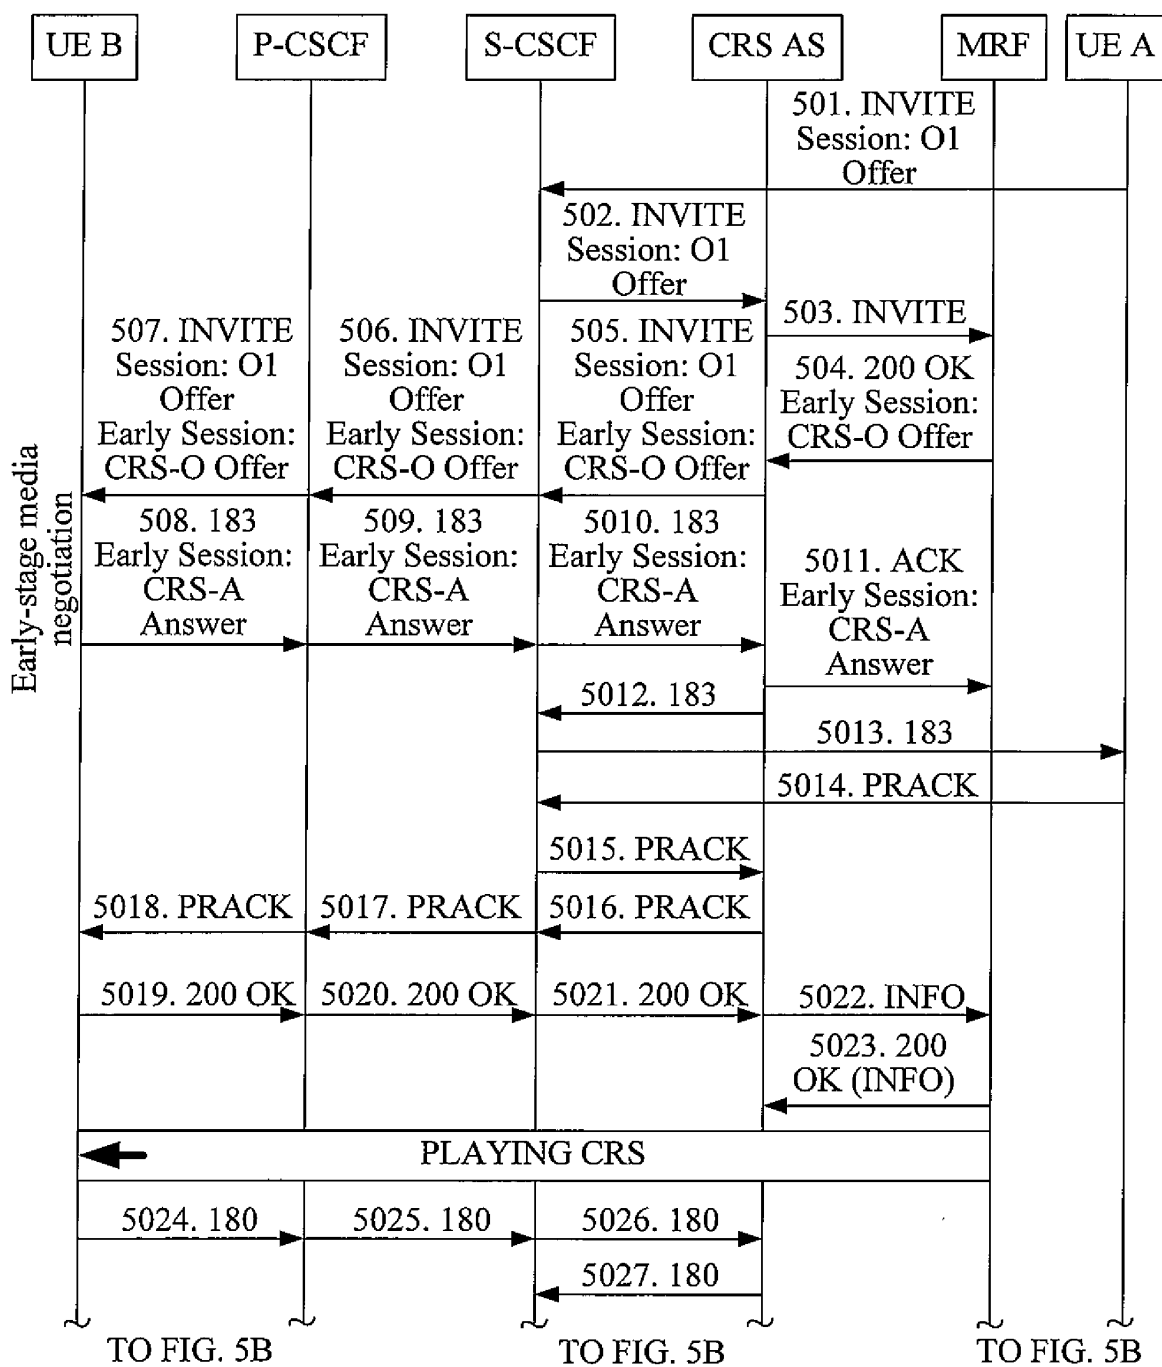 UE B
P-CSCF
S-CSCF
CRS AS
MRF
UE A
501. INVITE
Session: O1
Offer
502. INVITE
Session: O1
Offer
503. INVITE
504. 200 OK
Early Session:
CRS-O Offer
505. INVITE
Session: O1
Offer
Early Session:
CRS-O Offer
506. INVITE
Session: O1
Offer
Early Session:
CRS-O Offer
507. INVITE
Session: O1
Offer
Early Session:
CRS-O Offer
Early-stage media
negotiation
508. 183
Early Session:
CRS-A
Answer
509. 183
Early Session:
CRS-A
Answer
5010. 183
Early Session:
CRS-A
Answer
5011. ACK
Early Session:
CRS-A
Answer
5012. 183
5013. 183
5014. PRACK
5015. PRACK
5016. PRACK
5017. PRACK
5018. PRACK
5019. 200 OK
5020. 200 OK
5021. 200 OK
5022. INFO
5023. 200
OK (INFO)
PLAYING CRS
5024. 180
5025. 180
5026. 180
5027. 180
TO FIG. 5B
TO FIG. 5B
TO FIG. 5B